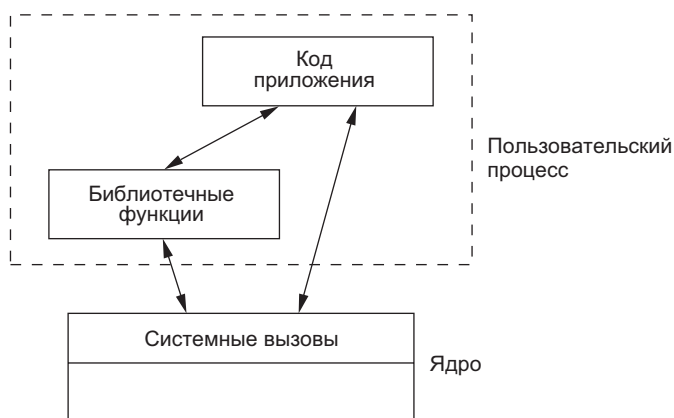 Код
приложения
Пользовательский
процесс
Библиотечные
функции
Системные вызовы
Ядро